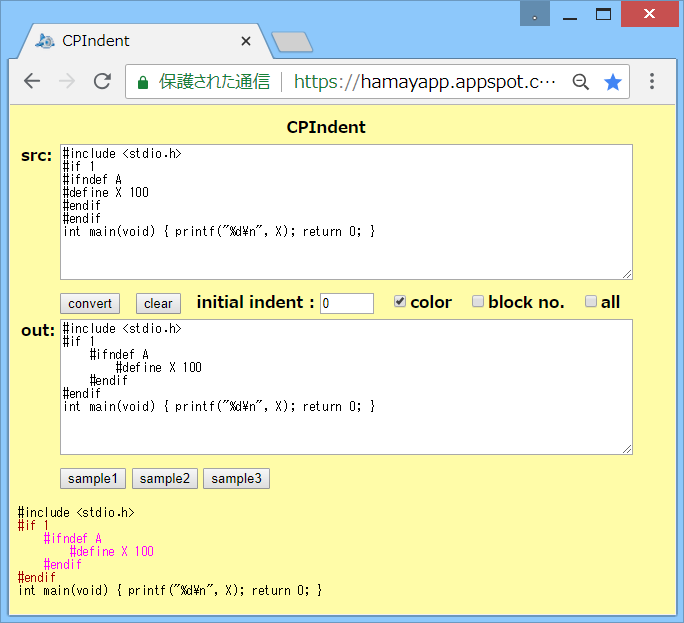 CPIndent
保護された通信 https://hamayapp.appspot.c…
CPIndent
src:
#include <stdio.h>
#if 1
#ifndef A
#define X 100
#endif
#endif
int main(void) { printf("%d¥n", X); return 0; }
convert clear initial indent : 0 color block no. all
out:
#include <stdio.h>
#if 1
    #ifndef A
        #define X 100
    #endif
#endif
int main(void) { printf("%d¥n", X); return 0; }
sample1 sample2 sample3
#include <stdio.h>
#if 1
    #ifndef A
        #define X 100
    #endif
#endif
int main(void) { printf("%d¥n", X); return 0; }